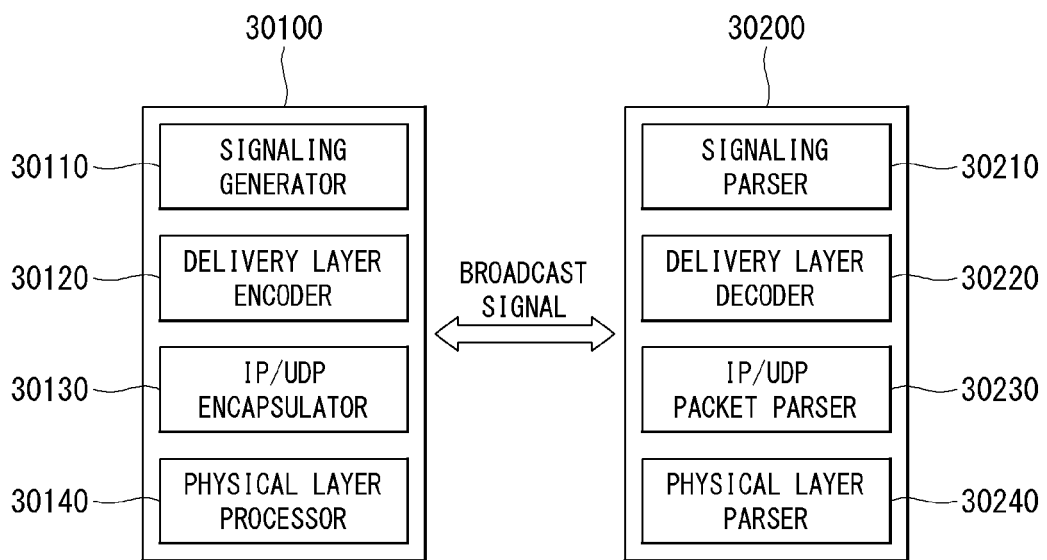 30100
30200
30110
SIGNALING
GENERATOR
SIGNALING
PARSER
30210
30120
DELIVERY LAYER
ENCODER
BROADCAST
SIGNAL
DELIVERY LAYER
DECODER
30220
30130
IP/UDP
ENCAPSULATOR
IP/UDP
PACKET PARSER
30230
30140
PHYSICAL LAYER
PROCESSOR
PHYSICAL LAYER
PARSER
30240